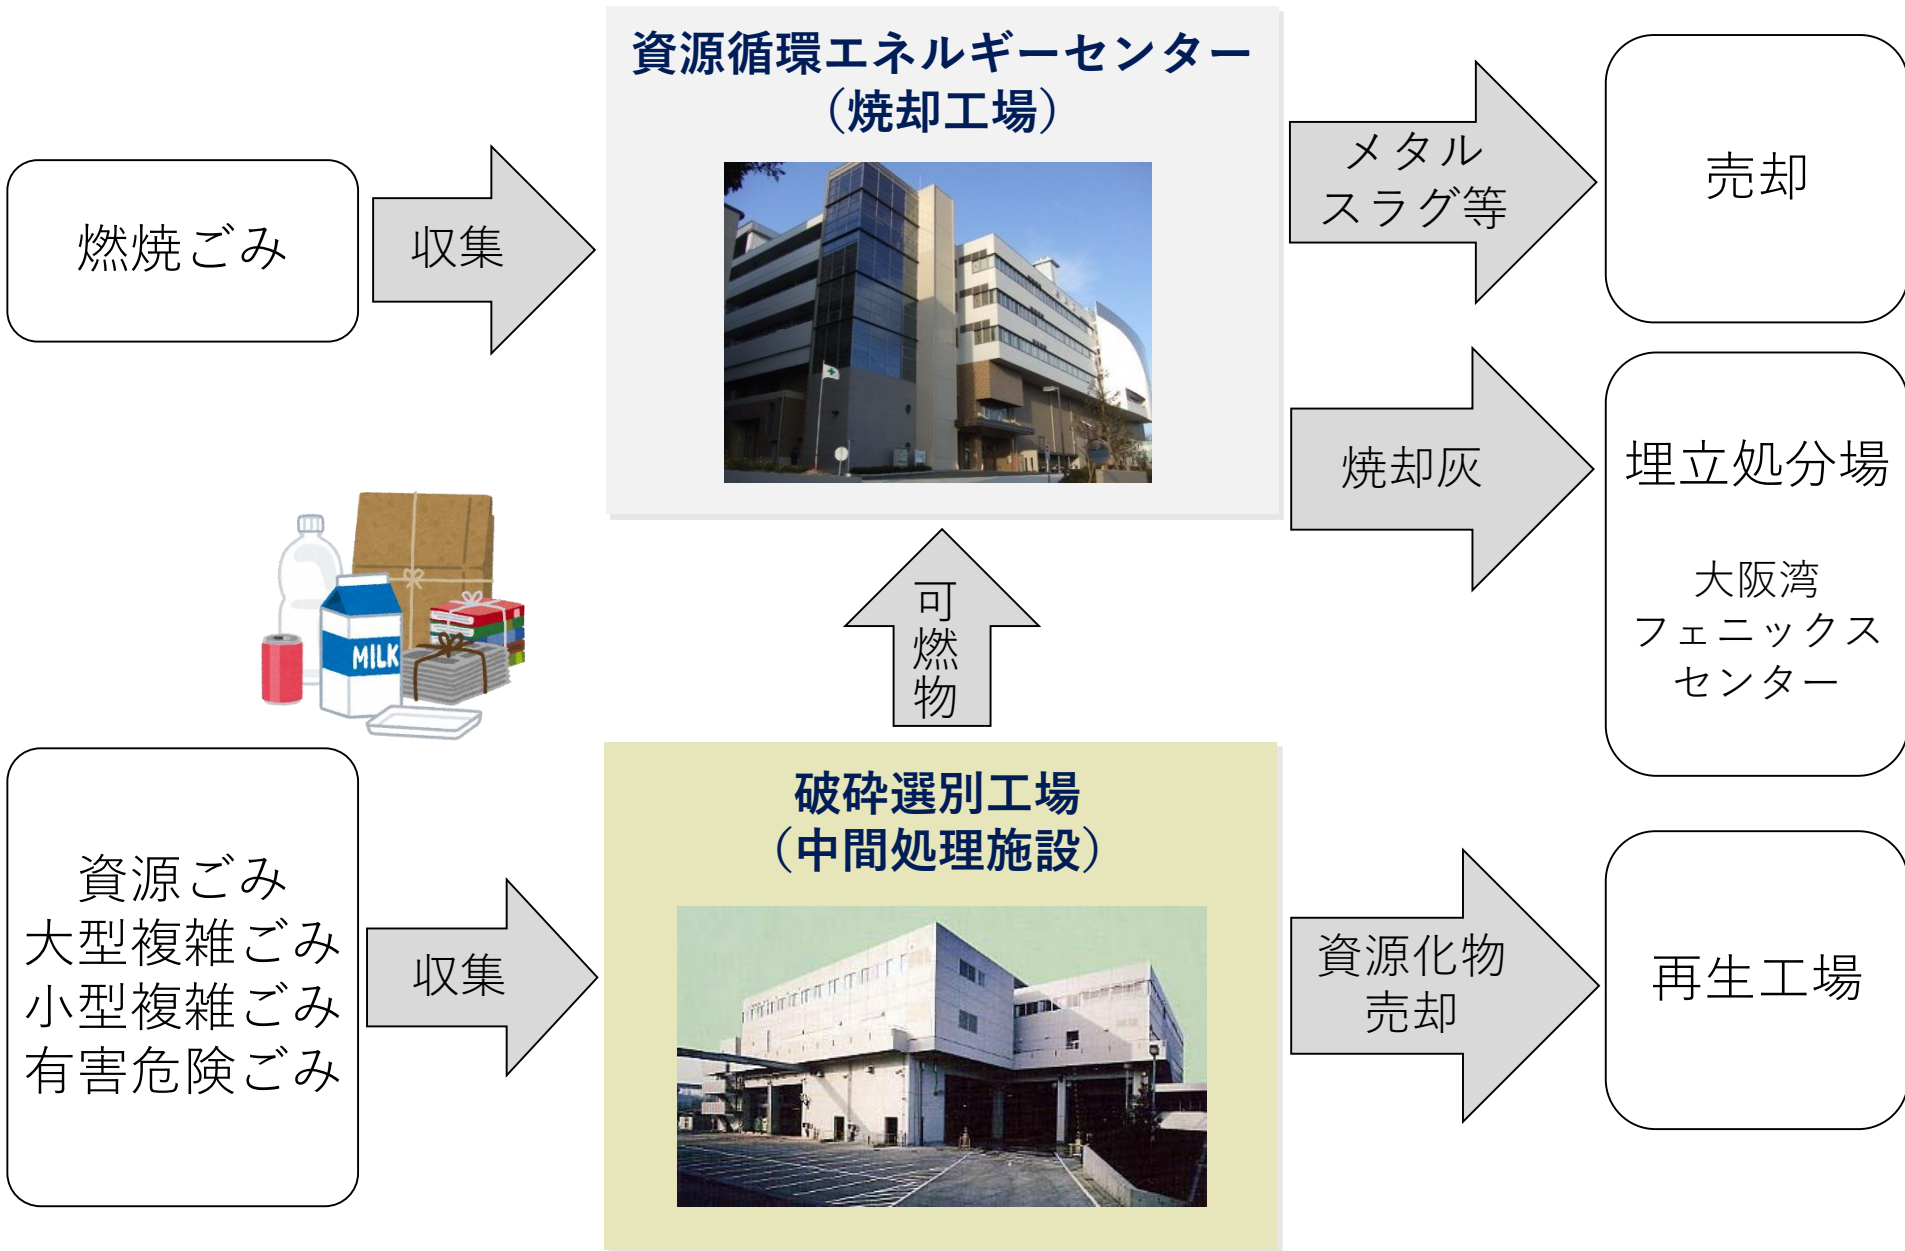 資源循環エネルギーセンター
（焼却工場）
燃焼ごみ
収集
メタル
スラグ等
売却
焼却灰
埋立処分場
大阪湾
フェニックス
センター
MILK
可
燃
物
破砕選別工場
（中間処理施設）
資源ごみ
大型複雑ごみ
小型複雑ごみ
有害危険ごみ
収集
資源化物
売却
再生工場